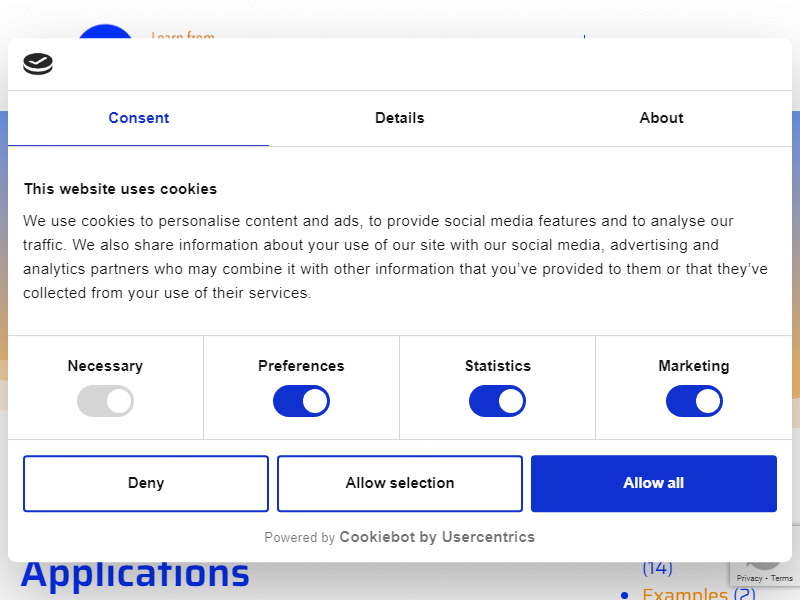 Learn from
Consent
Details
About
This website uses cookies
We use cookies to personalise content and ads, to provide social media features and to analyse our
traffic. We also share information about your use of our site with our social media, advertising and
analytics partners who may combine it with other information that you've provided to them or that they've
collected from your use of their services.
Necessary
Preferences
Statistics
Marketing
Deny
Allow selection
Allow all
Powered by Cookiebot by Usercentrics
Applications
(14)
Examples (2)
Privacy - Terms